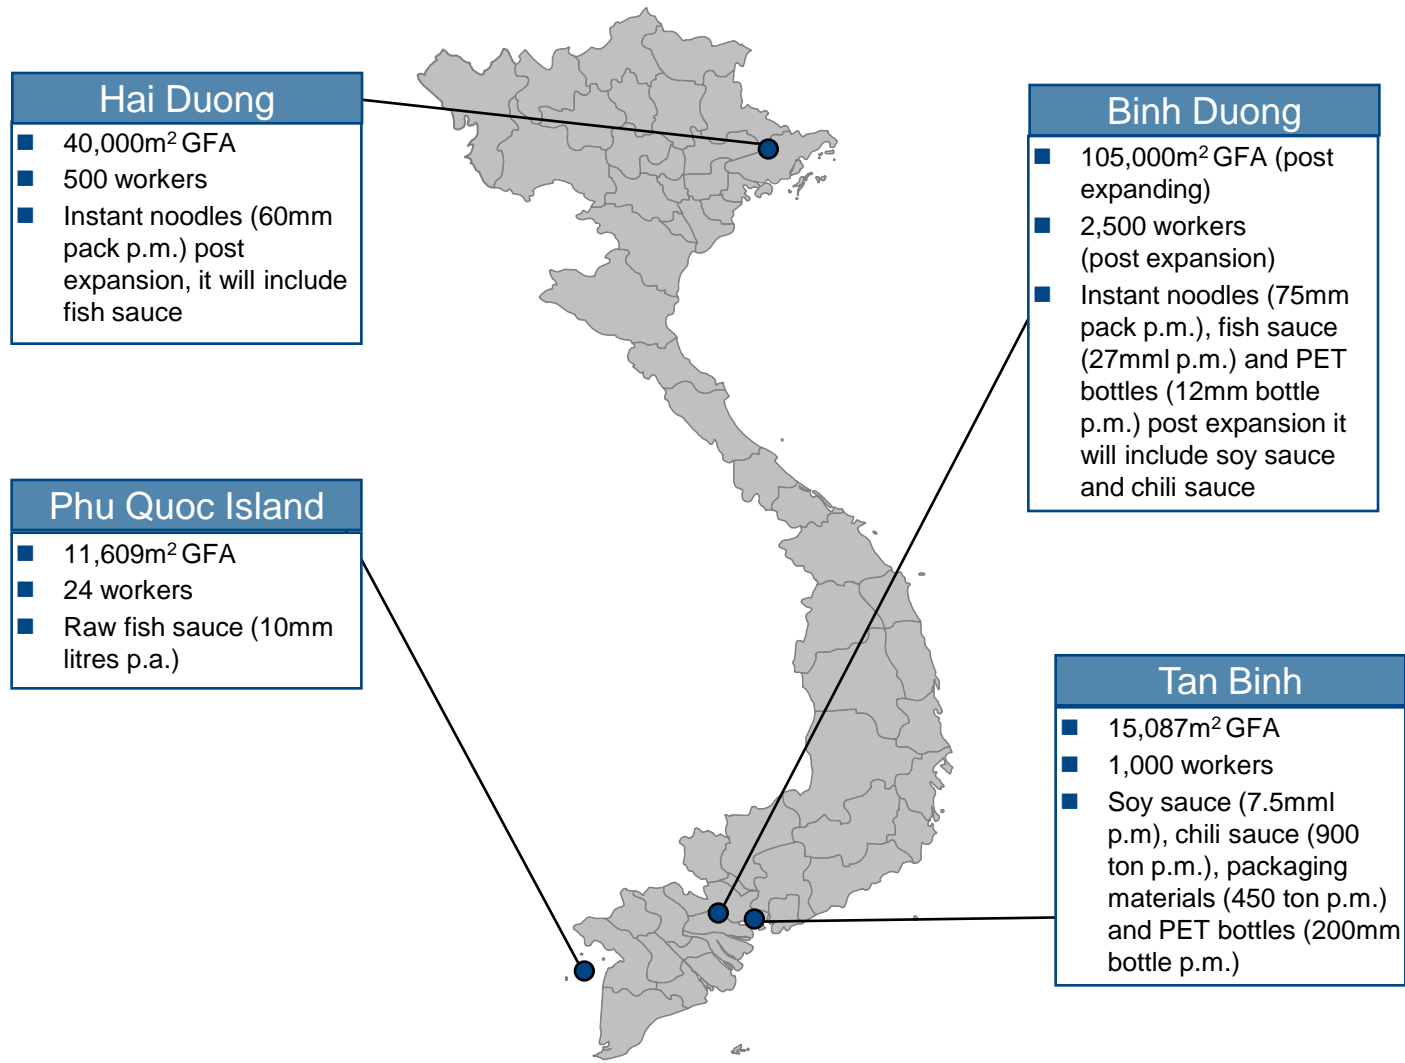 Hai Duong
40,000m² GFA
500 workers
Instant noodles (60mm
pack p.m.) post
expansion, it will include
fish sauce
Binh Duong
105,000m² GFA (post
expanding)
2,500 workers
(post expansion)
Instant noodles (75mm
pack p.m.), fish sauce
(27mml p.m.) and PET
bottles (12mm bottle
p.m.) post expansion it
will include soy sauce
and chili sauce
Phu Quoc Island
11,609m² GFA
24 workers
Raw fish sauce (10mm
litres p.a.)
Tan Binh
15,087m² GFA
1,000 workers
Soy sauce (7.5mml
p.m), chili sauce (900
ton p.m.), packaging
materials (450 ton p.m.)
and PET bottles (200mm
bottle p.m.)